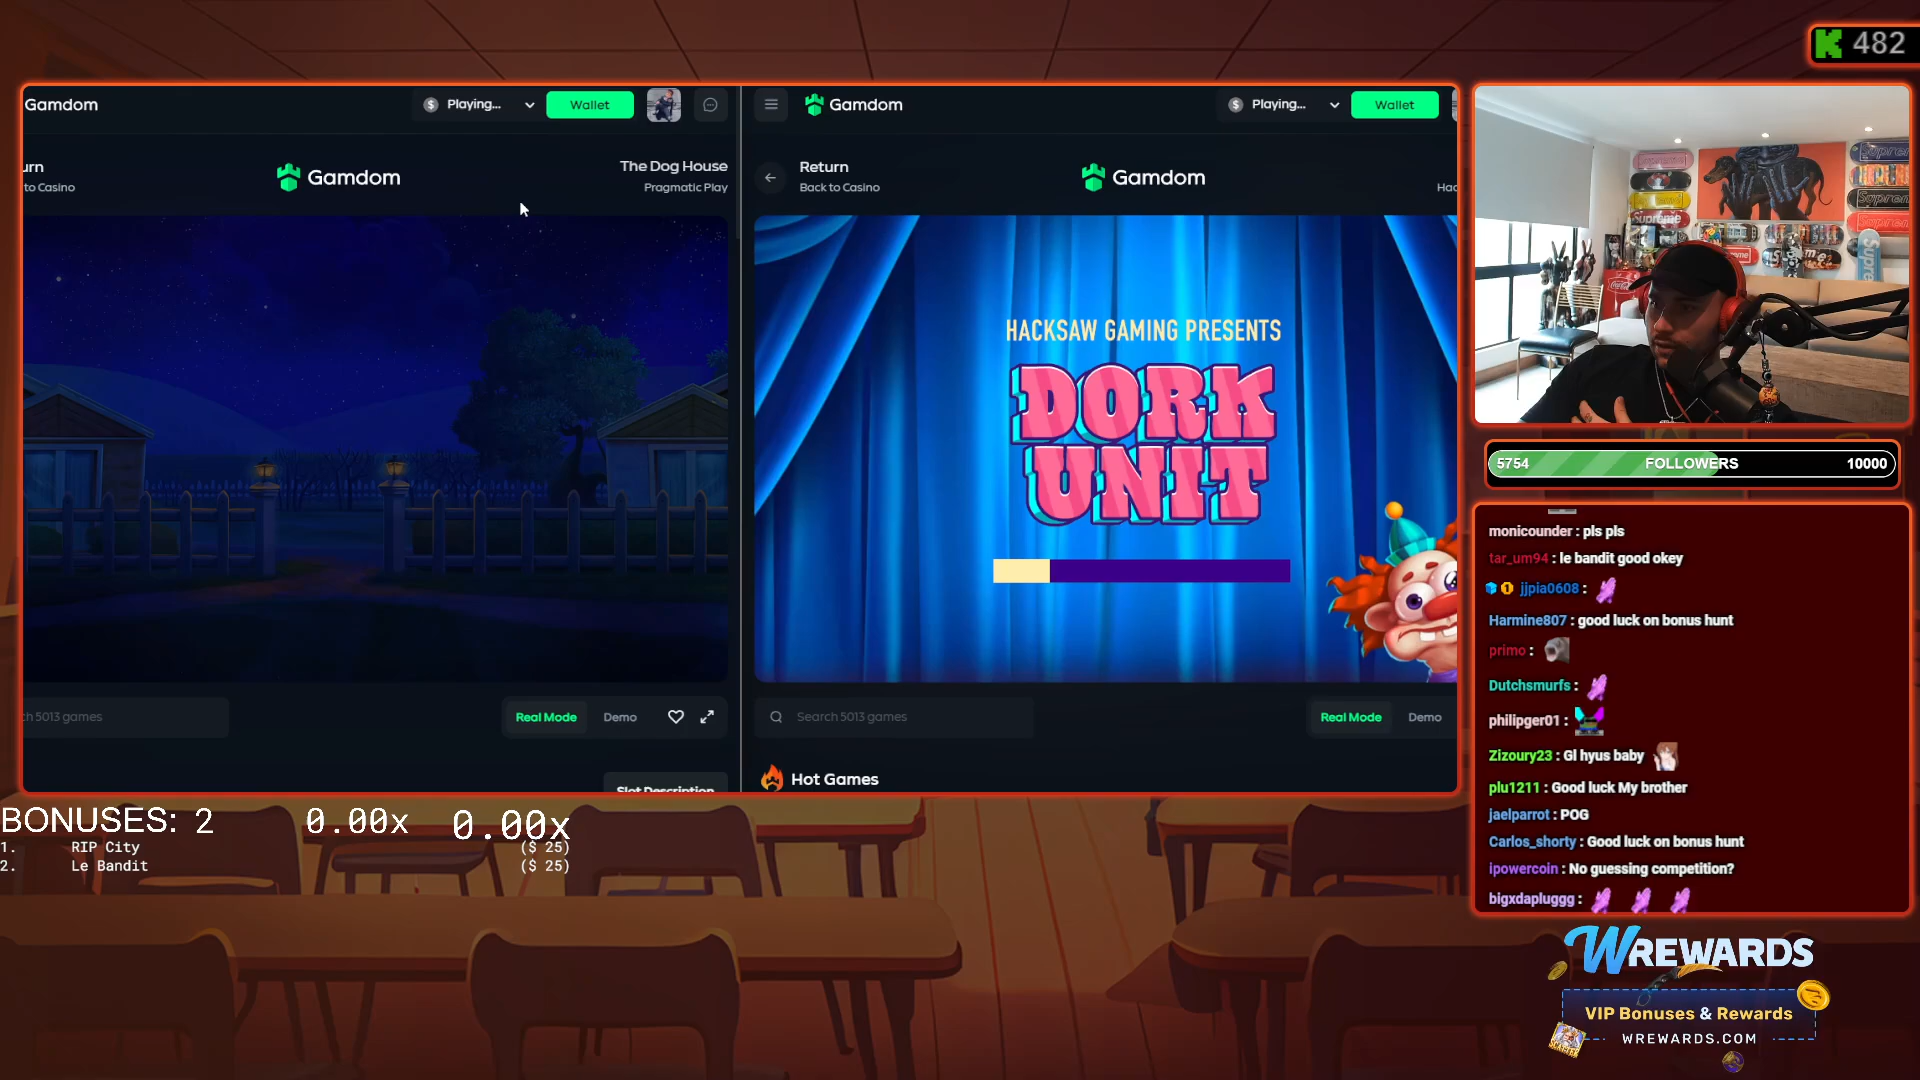 482
Gamdom
Playing...
Wallet
Gamdom
Playing...
Wallet
urn
to Casino
Gamdom
The Dog House
Pragmatic Play
Return
Back to Casino
Gamdom
Hac
HACKSAW GAMING PRESENTS
DORK
UNIT
ch 5013 games
Real Mode
Demo
Search 5013 games
Real Mode
Demo
Slot Description
Hot Games
5754 FOLLOWERS 10000
monicounder : pls pls
tar_um94 : le bandit good okey
jjpia0608 :
Harmine807 : good luck on bonus hunt
primo :
Dutchsmurfs :
philipger01 :
Zizoury23 : Gl hyus baby
plu1211 : Good luck My brother
jaelparrot : POG
Carlos_shorty : Good luck on bonus hunt
ipowercoin : No guessing competition?
bigxdapluggg :
BONUSES: 2 0.00x 0.00x
1. RIP City ($ 25)
2. Le Bandit ($ 25)
WREWARDS
VIP Bonuses & Rewards
WREWARDS.COM